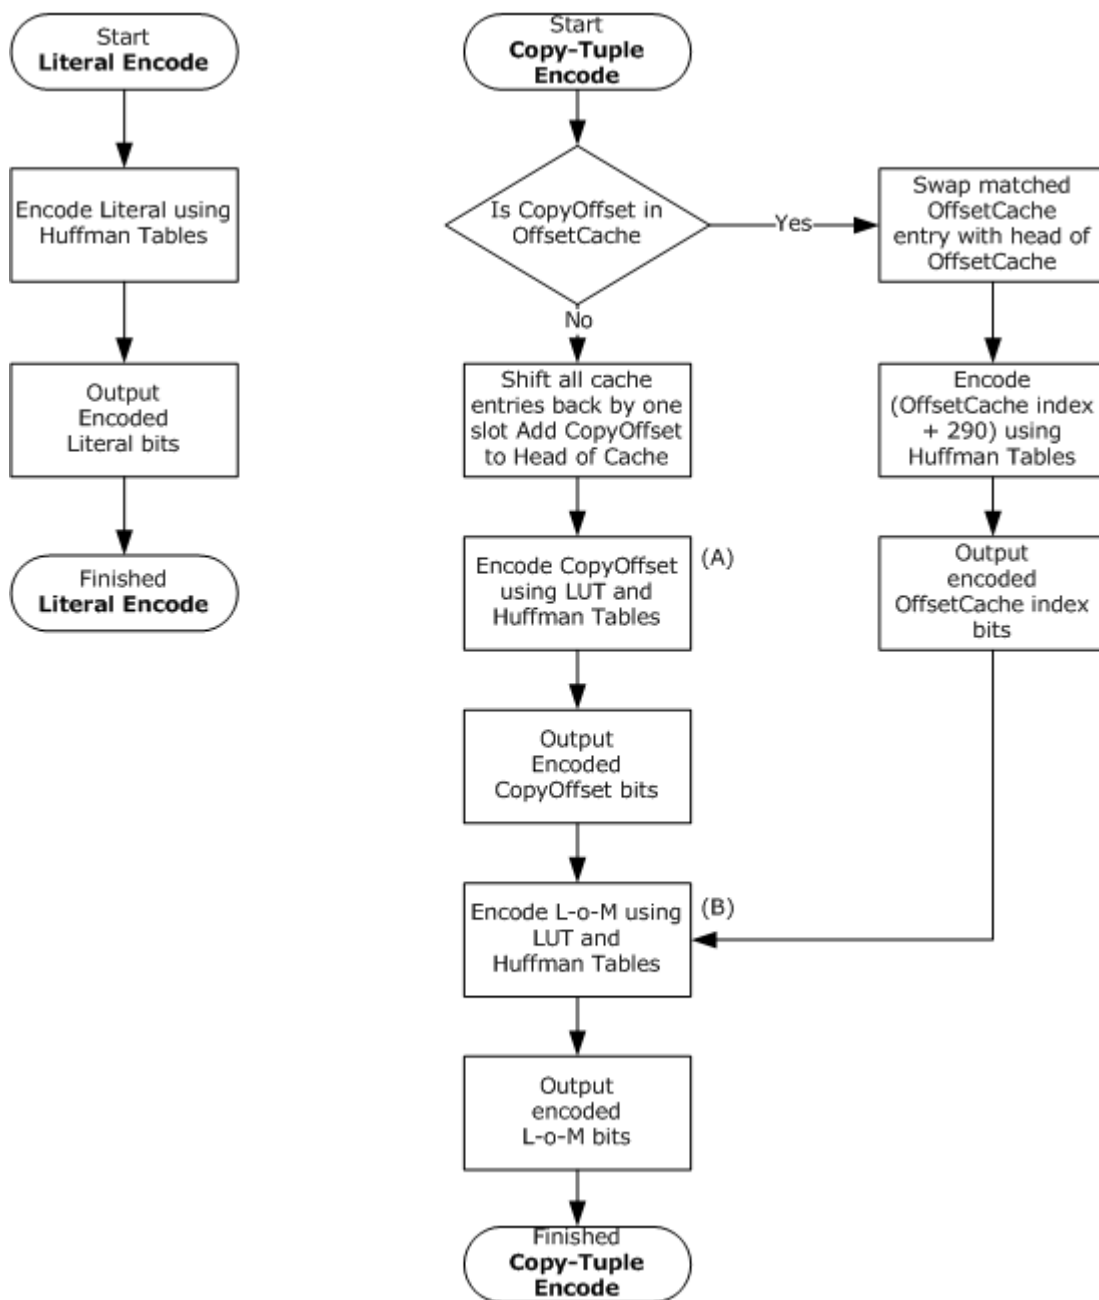 Start
Literal Encode
Encode Literal using
Huffman Tables
Output
Encoded
Literal bits
Finished
Literal Encode
Start
Copy-Tuple
Encode
Is CopyOffset in
OffsetCache
Yes
Swap matched
OffsetCache
entry with head of
OffsetCache
No
Shift all cache
entries back by one
slot Add CopyOffset
to Head of Cache
Encode
(OffsetCache index
+ 290) using
Huffman Tables
Encode CopyOffset
using LUT and
Huffman Tables
(A)
Output
encoded
OffsetCache index
bits
Output
Encoded
CopyOffset bits
Encode L-o-M using
LUT and
Huffman Tables
(B)
Output
encoded
L-o-M bits
Finished
Copy-Tuple
Encode